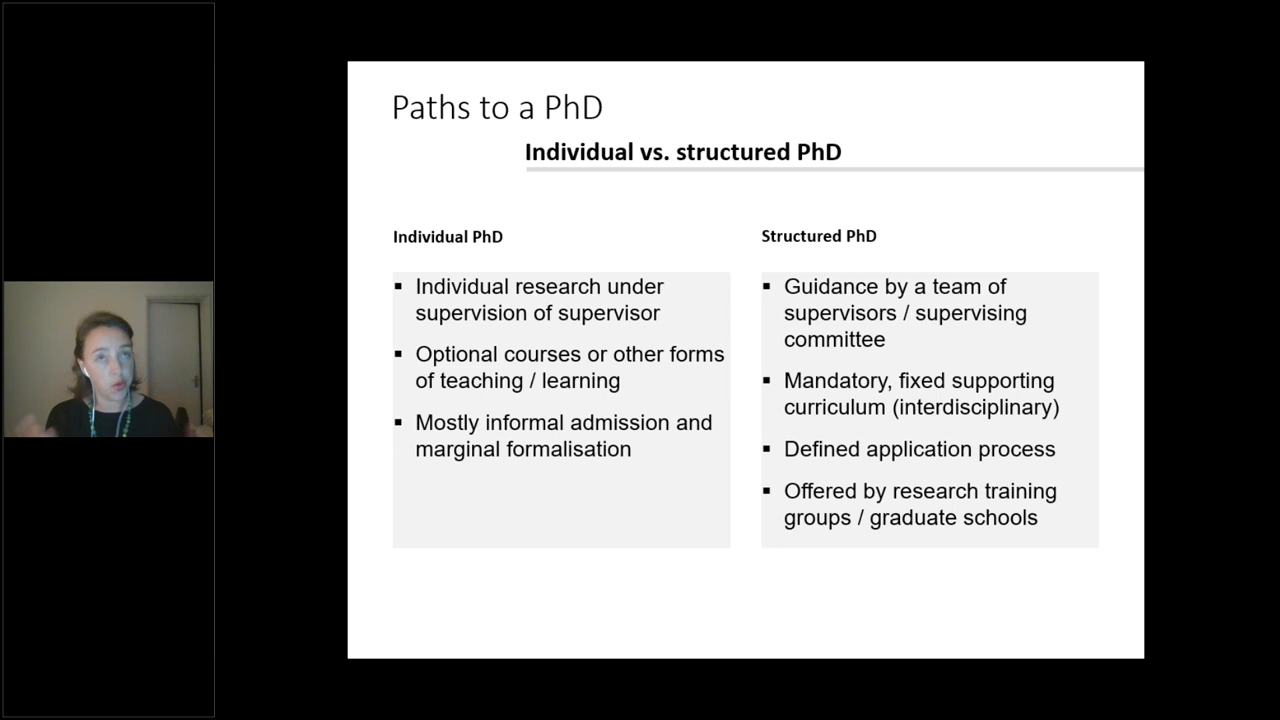 Paths to a PhD
Individual vs. structured PhD
Individual PhD
▪ Individual research under
supervision of supervisor
▪ Optional courses or other forms
of teaching / learning
▪ Mostly informal admission and
marginal formalisation
Structured PhD
▪ Guidance by a team of
supervisors / supervising
committee
▪ Mandatory, fixed supporting
curriculum (interdisciplinary)
▪ Defined application process
▪ Offered by research training
groups / graduate schools